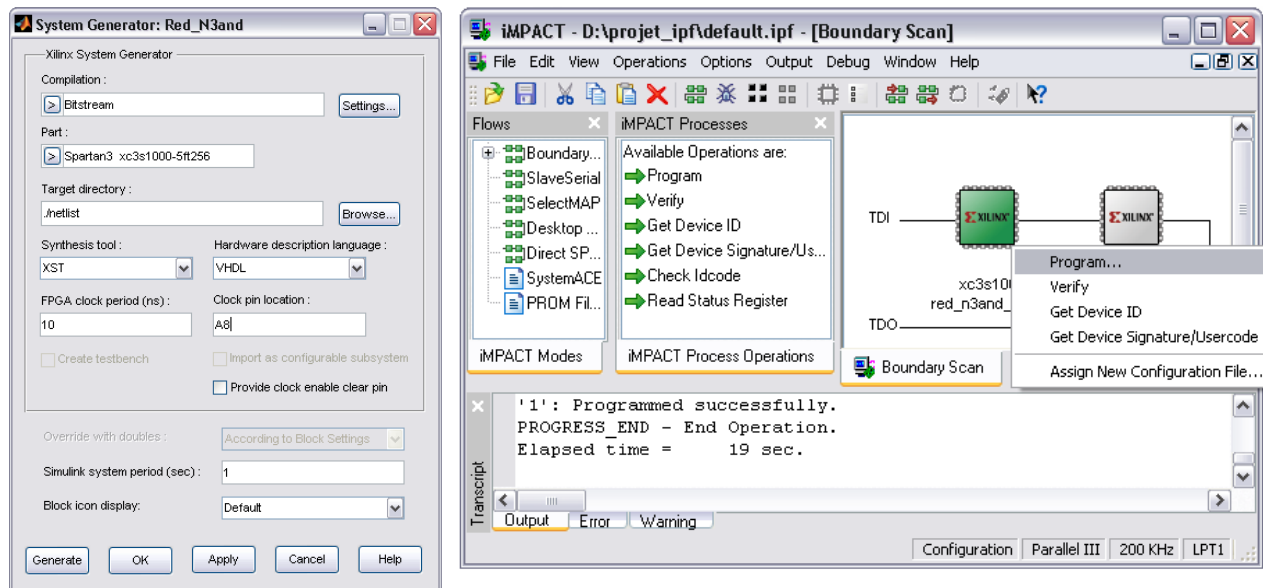 System Generator: Red_N3and
Xilinx System Generator
Compilation :
> Bitstream
Settings...
Part :
> Spartan3 xc3s1000-5ft256
Target directory :
./netlist
Browse...
Synthesis tool :
Hardware description language :
XST
VHDL
FPGA clock period (ns) :
Clock pin location :
10
A8
Create testbench
Import as configurable subsystem
Provide clock enable clear pin
Override with doubles :
According to Block Settings
Simulink system period (sec) :
1
Block icon display:
Default
Generate
OK
Apply
Cancel
Help
iMPACT - D:\projet_ipf\default.ipf - [Boundary Scan]
File Edit View Operations Options Output Debug Window Help
Flows
Boundary...
SlaveSerial
SelectMAP
Desktop ...
Direct SP...
SystemACE
PROM Fil...
iMPACT Modes
iMPACT Processes
Available Operations are:
Program
Verify
Get Device ID
Get Device Signature/Us...
Check Idcode
Read Status Register
iMPACT Process Operations
TDI
XILINX
XILINX
xc3s10
red_n3and_
TDO
Program...
Verify
Get Device ID
Get Device Signature/Usercode
Assign New Configuration File...
Boundary Scan
'1': Programmed successfully.
PROGRESS_END - End Operation.
Elapsed time = 19 sec.
Transcript
Output
Error
Warning
Configuration
Parallel III
200 KHz
LPT1